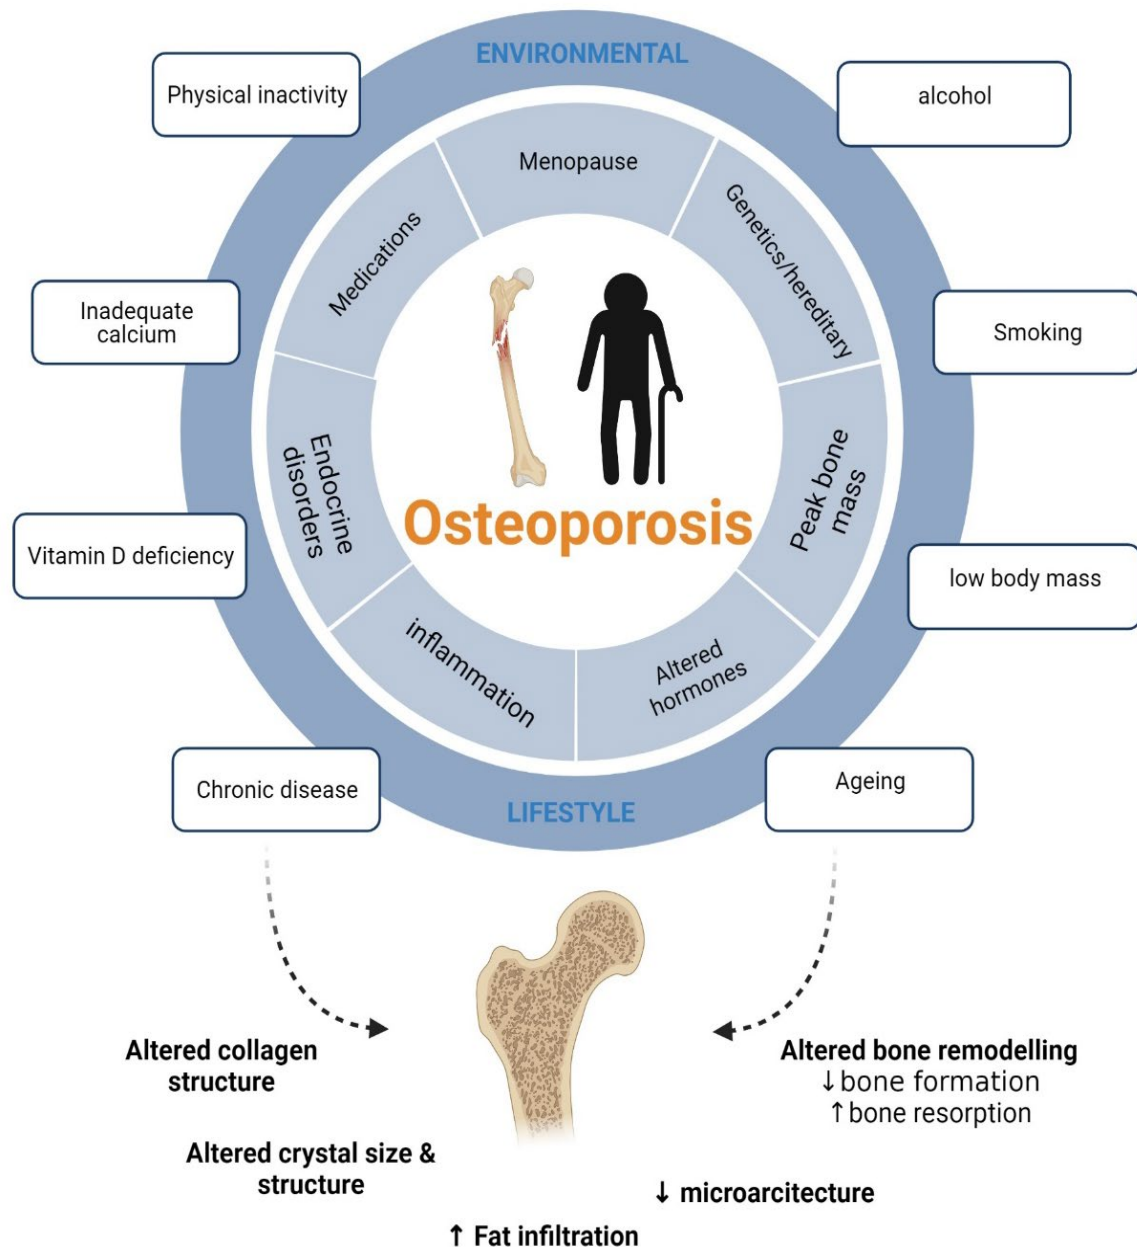 ENVIRONMENTAL
Physical inactivity
alcohol
Menopause
Medications
Genetics/hereditary
Inadequate
calcium
Smoking
Endocrine
disorders
Peak bone
mass
Osteoporosis
Vitamin D deficiency
low body mass
inflammation
Altered
hormones
Chronic disease
Ageing
LIFESTYLE
Altered collagen
structure
Altered bone remodelling
↓bone formation
↑bone resorption
Altered crystal size &
structure
↓ microarcitecture
↑ Fat infiltration